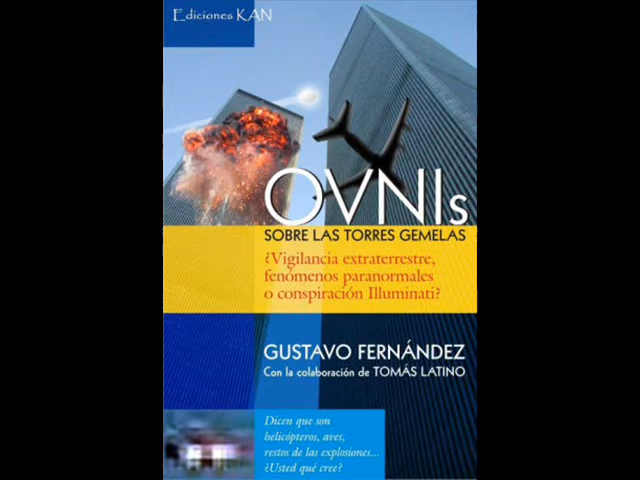 Ediciones KAN
OVNIs
SOBRE LAS TORRES GEMELAS
¿Vigilancia extraterrestre,
fenómenos paranormales
o conspiración Illuminati?
GUSTAVO FERNÁNDEZ
Con la colaboración de TOMÁS LATINO
Dicen que son
helicópteros, aves,
restos de las explosiones...
¿Usted qué cree?